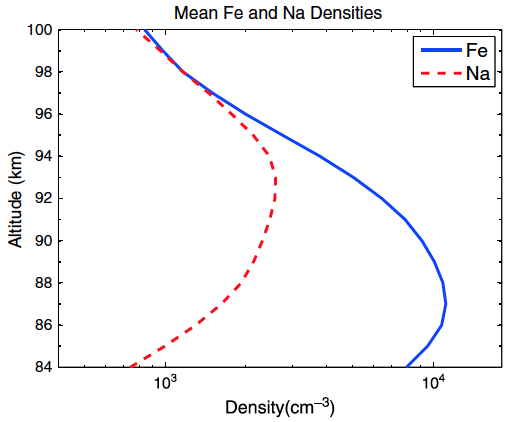 Mean Fe and Na Densities
100
98
96
94
92
90
88
86
84
Altitude (km)
Fe
Na
10³
10⁴
Density(cm⁻³)